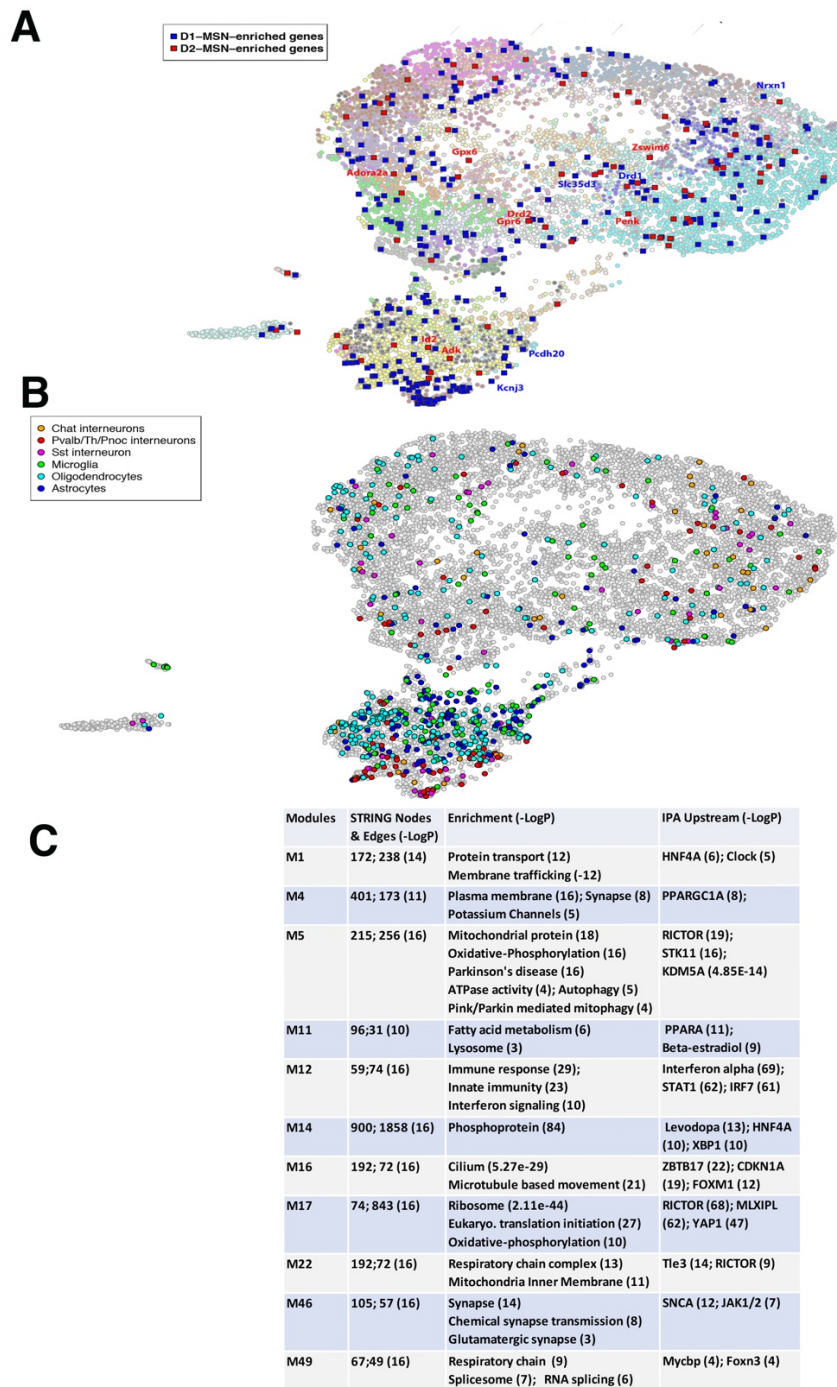 A
D1–MSN–enriched genes
D2–MSN–enriched genes
Nrxn1
Gpx6
Zswim6
Adora2a
Drd1
Slc35d3
Drd2
Gpr6
Penk
Id2
Adk
Pcdh20
Kcnj3
B
Chat interneurons
Pvalb/Th/Pnoc interneurons
Sst interneuron
Microglia
Oligodendrocytes
Astrocytes
C
Modules STRING Nodes & Edges (-LogP) Enrichment (-LogP) IPA Upstream (-LogP)
M1 172; 238 (14) Protein transport (12) HNF4A (6); Clock (5)
Membrane trafficking (-12)
M4 401; 173 (11) Plasma membrane (16); Synapse (8) PPARGC1A (8);
Potassium Channels (5)
M5 215; 256 (16) Mitochondrial protein (18) RICTOR (19);
Oxidative-Phosphorylation (16) STK11 (16);
Parkinson's disease (16) KDM5A (4.85E-14)
ATPase activity (4); Autophagy (5)
Pink/Parkin mediated mitophagy (4)
M11 96;31 (10) Fatty acid metabolism (6) PPARA (11);
Lysosome (3) Beta-estradiol (9)
M12 59;74 (16) Immune response (29); Interferon alpha (69);
Innate immunity (23) STAT1 (62); IRF7 (61)
Interferon signaling (10)
M14 900; 1858 (16) Phosphoprotein (84) Levodopa (13); HNF4A
(10); XBP1 (10)
M16 192; 72 (16) Cilium (5.27e-29) ZBTB17 (22); CDKN1A
Microtubule based movement (21) (19); FOXM1 (12)
M17 74; 843 (16) Ribosome (2.11e-44) RICTOR (68); MLXIPL
Eukaryo. translation initiation (27) (62); YAP1 (47)
Oxidative-phosphorylation (10)
M22 192;72 (16) Respiratory chain complex (13) Tle3 (14); RICTOR (9)
Mitochondria Inner Membrane (11)
M46 105; 57 (16) Synapse (14) SNCA (12; JAK1/2 (7)
Chemical synapse transmission (8)
Glutamatergic synapse (3)
M49 67;49 (16) Respiratory chain (9) Mycbp (4); Foxn3 (4)
Splicesome (7); RNA splicing (6)